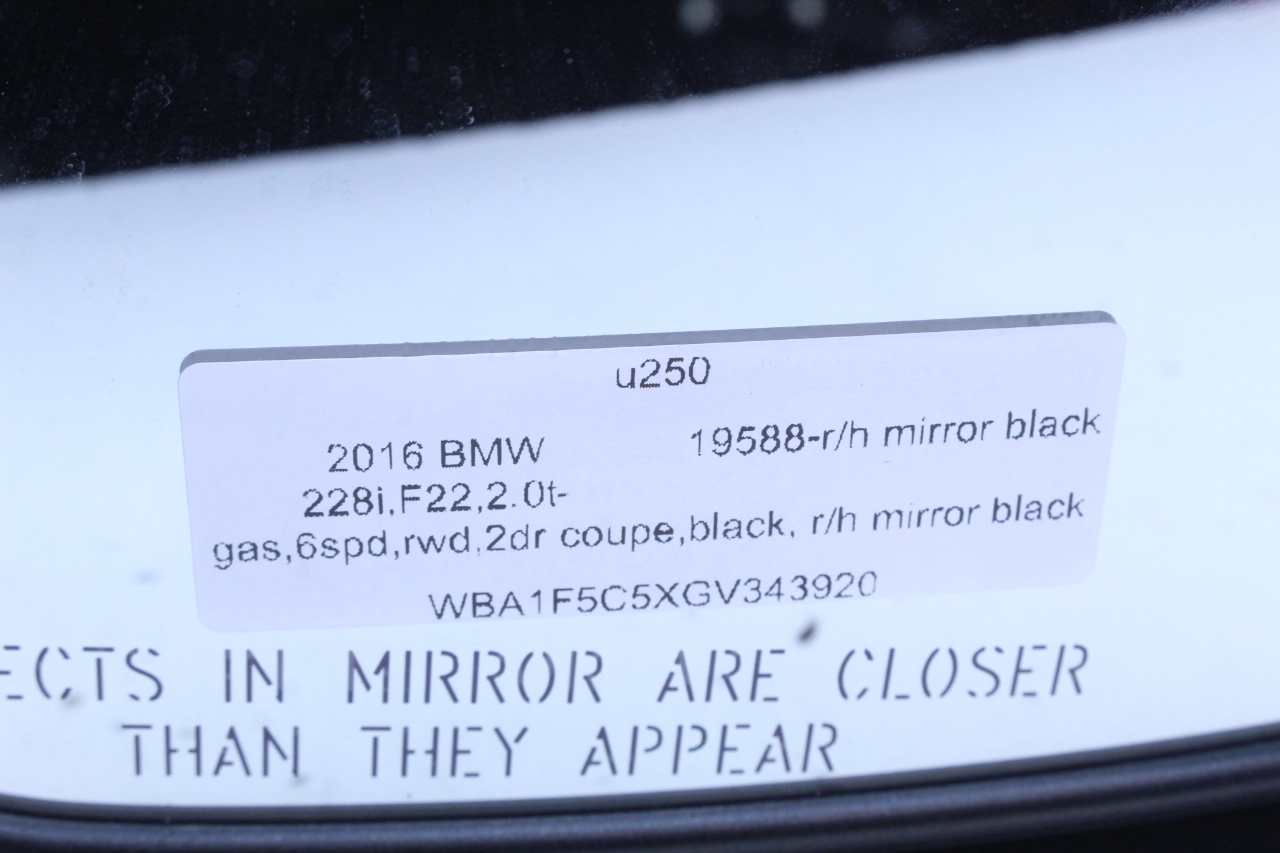 u250
2016 BMW 19588-r/h mirror black
228i,F22,2.0t-
gas,6spd,rwd,2dr coupe,black, r/h mirror black
WBA1F5C5XGV343920
ECTS IN MIRROR ARE CLOSER
THAN THEY APPEAR